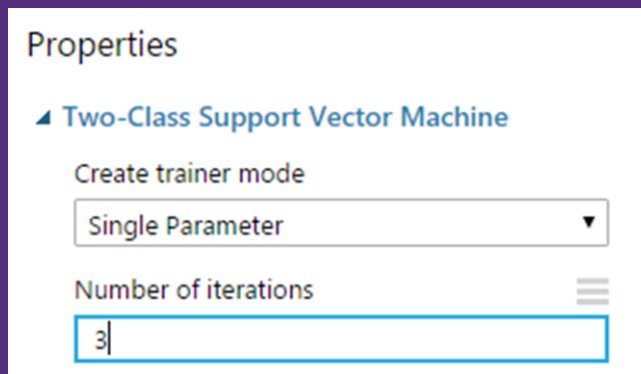 Properties
Two-Class Support Vector Machine
Create trainer mode
Single Parameter
Number of iterations
3